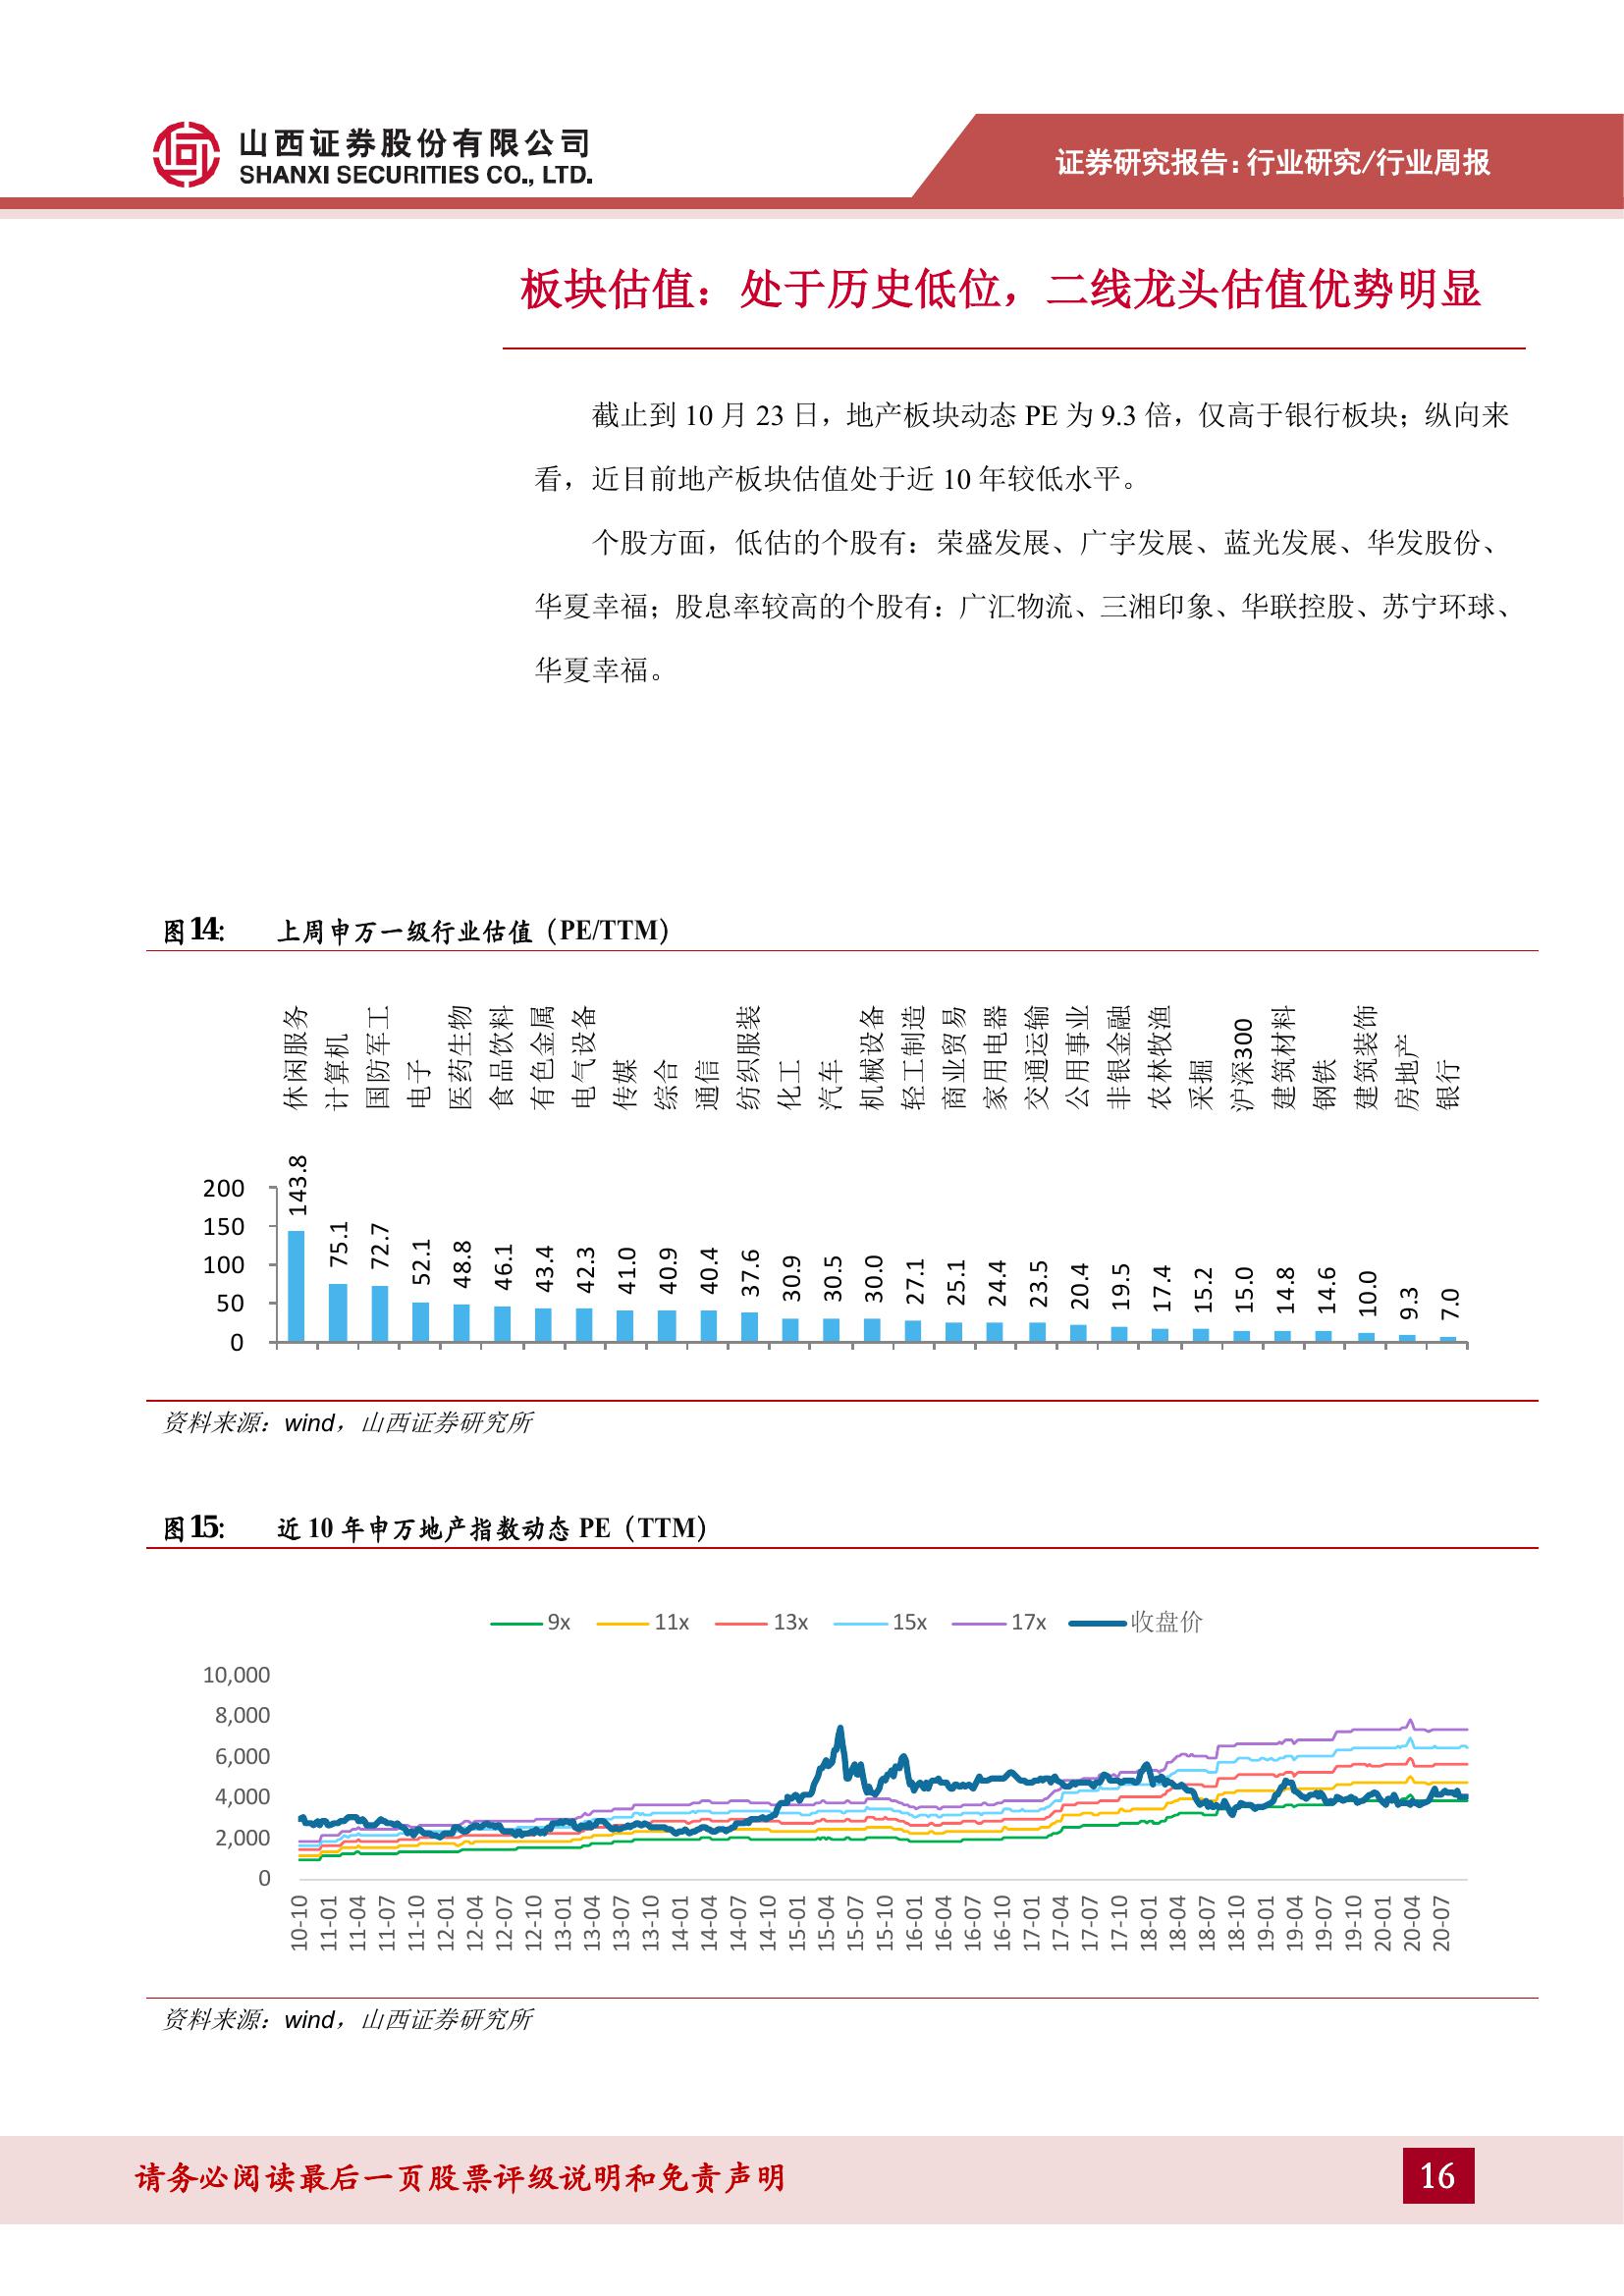 山西证券股份有限公司
SHANXI SECURITIES CO., LTD.
证券研究报告：行业研究/行业周报
板块估值：处于历史低位，二线龙头估值优势明显
截止到 10 月 23 日，地产板块动态 PE 为 9.3 倍，仅高于银行板块；纵向来
看，近目前地产板块估值处于近 10 年较低水平。
个股方面，低估的个股有：荣盛发展、广宇发展、蓝光发展、华发股份、
华夏幸福；股息率较高的个股有：广汇物流、三湘印象、华联控股、苏宁环球、
华夏幸福。
图 14: 上周申万一级行业估值（PE/TTM）
休闲服务 计算机 国防军工 电子 医药生物 食品饮料 有色金属 电气设备 传媒 综合 通信 纺织服装 化工 汽车 机械设备 轻工制造 商业贸易 家用电器 交通运输 公用事业 非银金融 农林牧渔 采掘 沪深300 建筑材料 钢铁 建筑装饰 房地产 银行
143.8 75.1 72.7 52.1 48.8 46.1 43.4 42.3 41.0 40.9 40.4 37.6 30.9 30.5 30.0 27.1 25.1 24.4 23.5 20.4 19.5 17.4 15.2 15.0 14.8 14.6 10.0 9.3 7.0
200
150
100
50
0
资料来源：wind，山西证券研究所
图 15: 近 10 年申万地产指数动态 PE（TTM）
9x 11x 13x 15x 17x 收盘价
10,000
8,000
6,000
4,000
2,000
0
10-10 11-01 11-04 11-07 11-10 12-01 12-04 12-07 12-10 13-01 13-04 13-07 13-10 14-01 14-04 14-07 14-10 15-01 15-04 15-07 15-10 16-01 16-04 16-07 16-10 17-01 17-04 17-07 17-10 18-01 18-04 18-07 18-10 19-01 19-04 19-07 19-10 20-01 20-04 20-07
资料来源：wind，山西证券研究所
请务必阅读最后一页股票评级说明和免责声明
16